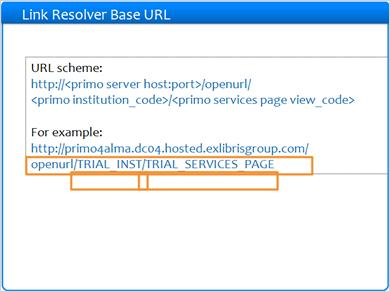 Link Resolver Base URL
URL scheme:
http://<primo server host:port>/openurl/
<primo institution_code>/<primo services page view_code>
For example:
http://primo4alma.dc04.hosted.exlibrisgroup.com/
openurl/TRIAL_INST/TRIAL_SERVICES_PAGE